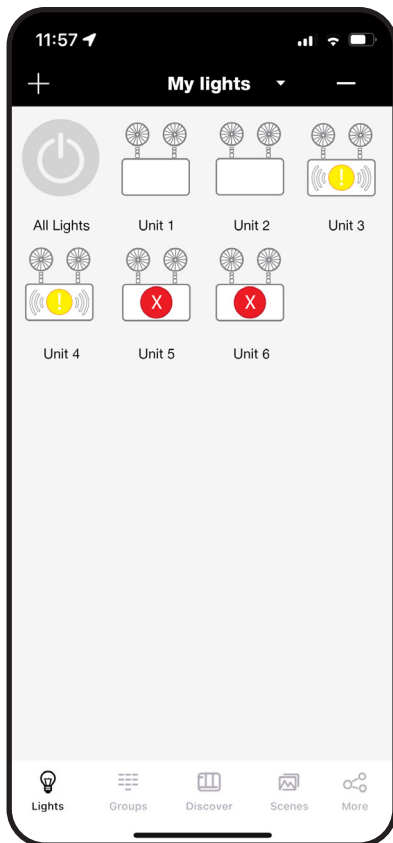 11:57
My lights
All Lights Unit 1 Unit 2 Unit 3
! 
! X X
Unit 4 Unit 5 Unit 6
Lights Groups Discover Scenes More